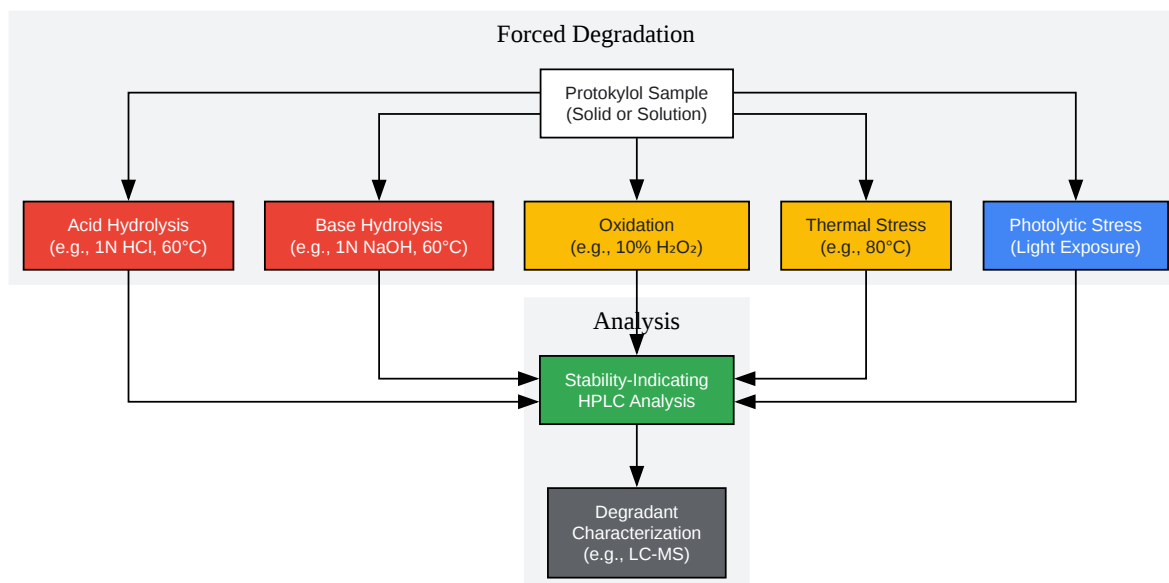 Forced Degradation
Protokylol Sample
(Solid or Solution)
Acid Hydrolysis
(e.g., 1N HCl, 60°C)
Base Hydrolysis
(e.g., 1N NaOH, 60°C)
Oxidation
(e.g., 10% H₂O₂)
Thermal Stress
(e.g., 80°C)
Photolytic Stress
(Light Exposure)
Analysis
Stability-Indicating
HPLC Analysis
Degradant
Characterization
(e.g., LC-MS)